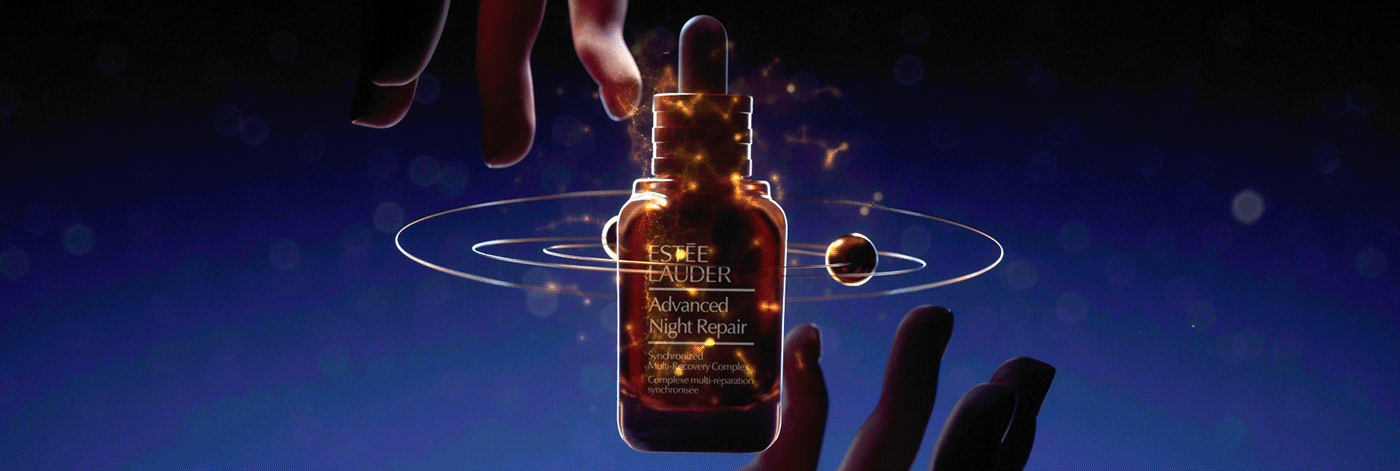 ESTĒE
LAUDER
Advanced
Night Repair
Synchronized
Multi-Recovery Complex
Complexe multi-réparation
synchronisée